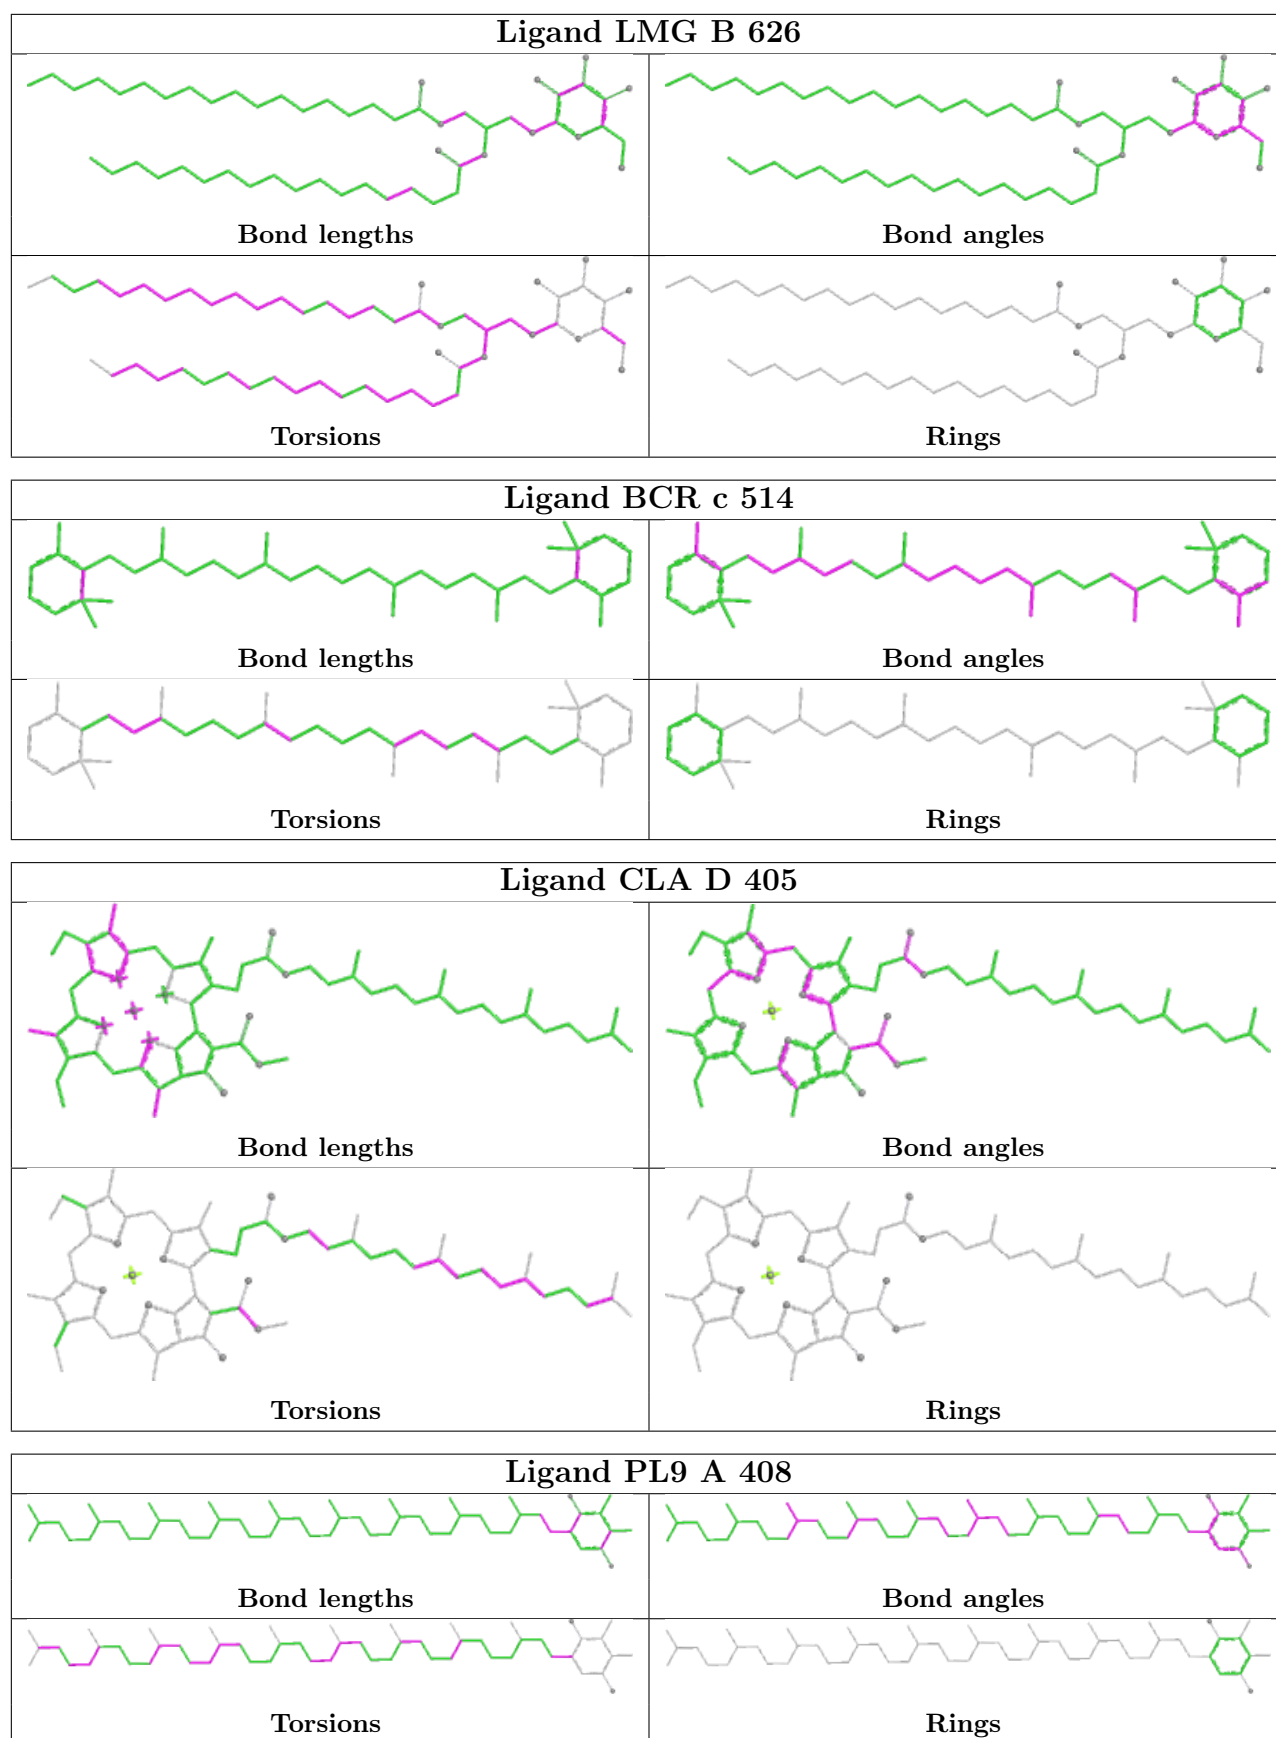 Ligand LMG B 626
Bond lengths
Bond angles
Torsions
Rings
Ligand BCR c 514
Bond lengths
Bond angles
Torsions
Rings
Ligand CLA D 405
Bond lengths
Bond angles
Torsions
Rings
Ligand PL9 A 408
Bond lengths
Bond angles
Torsions
Rings